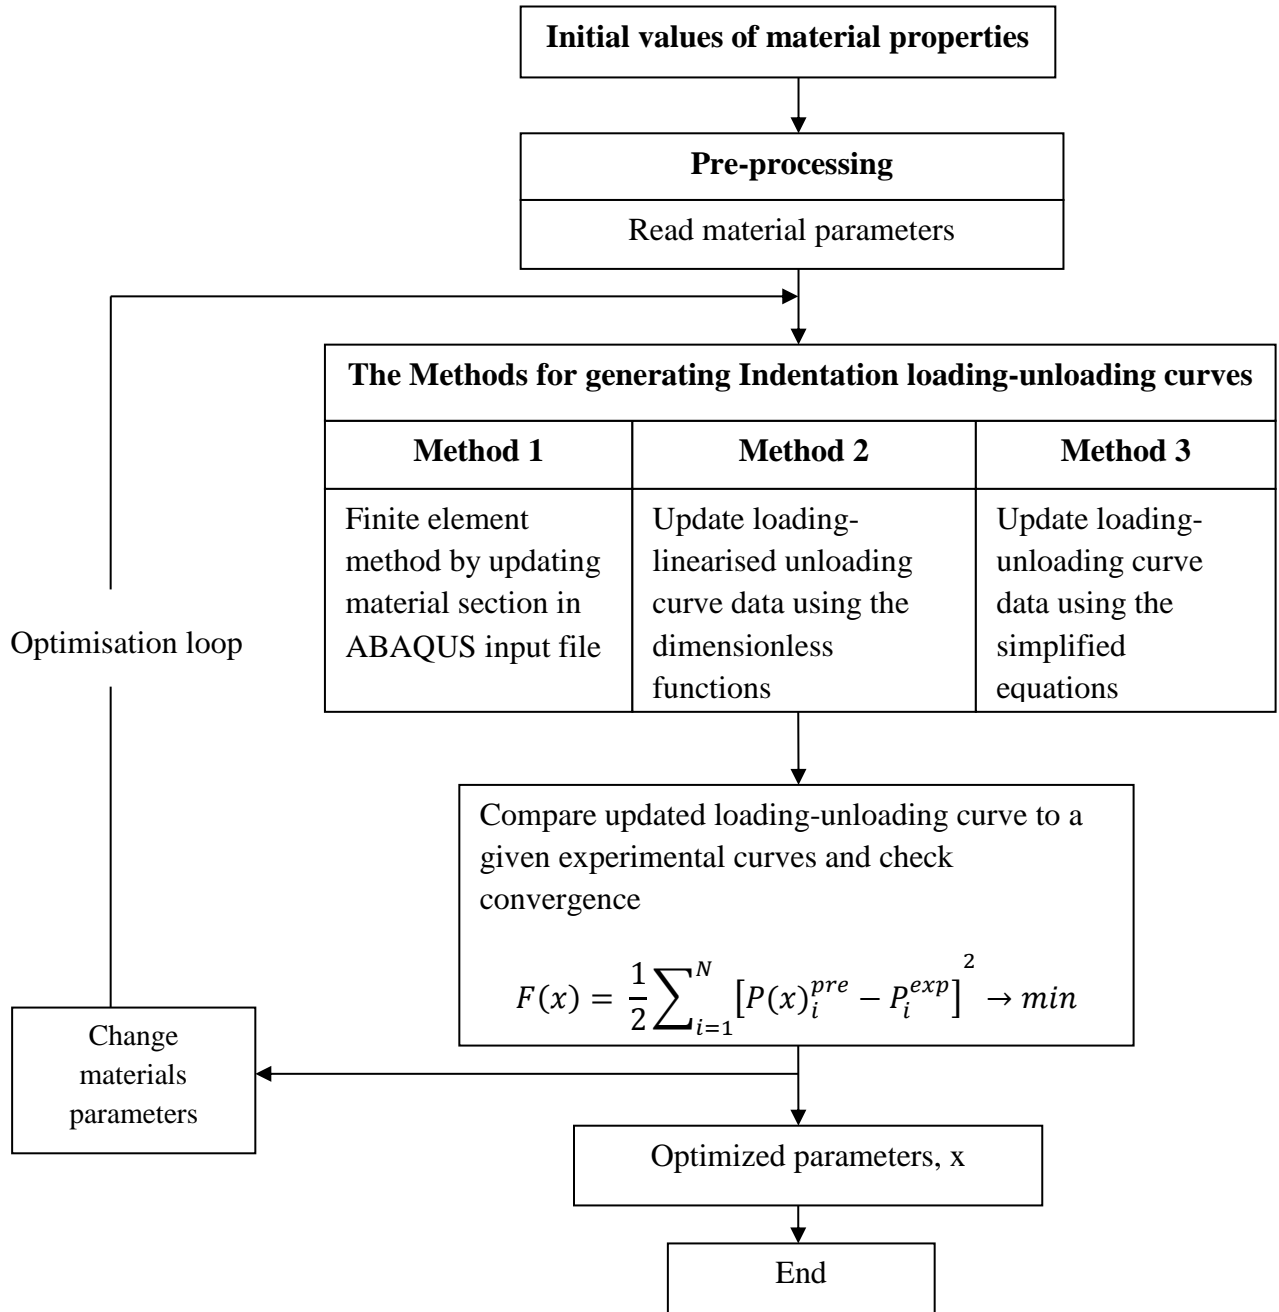 Initial values of material properties
Pre-processing
Read material parameters
The Methods for generating Indentation loading-unloading curves
Method 1
Method 2
Method 3
Finite element
method by updating
material section in
ABAQUS input file
Update loading-
linearised unloading
curve data using the
dimensionless
functions
Update loading-
unloading curve
data using the
simplified
equations
Optimisation loop
Compare updated loading-unloading curve to a
given experimental curves and check
convergence
F(x) = 1/2 ∑_{i=1}^{N} [P(x)_i^{pre} − P_i^{exp}]^2 → min
Change
materials
parameters
Optimized parameters, x
End